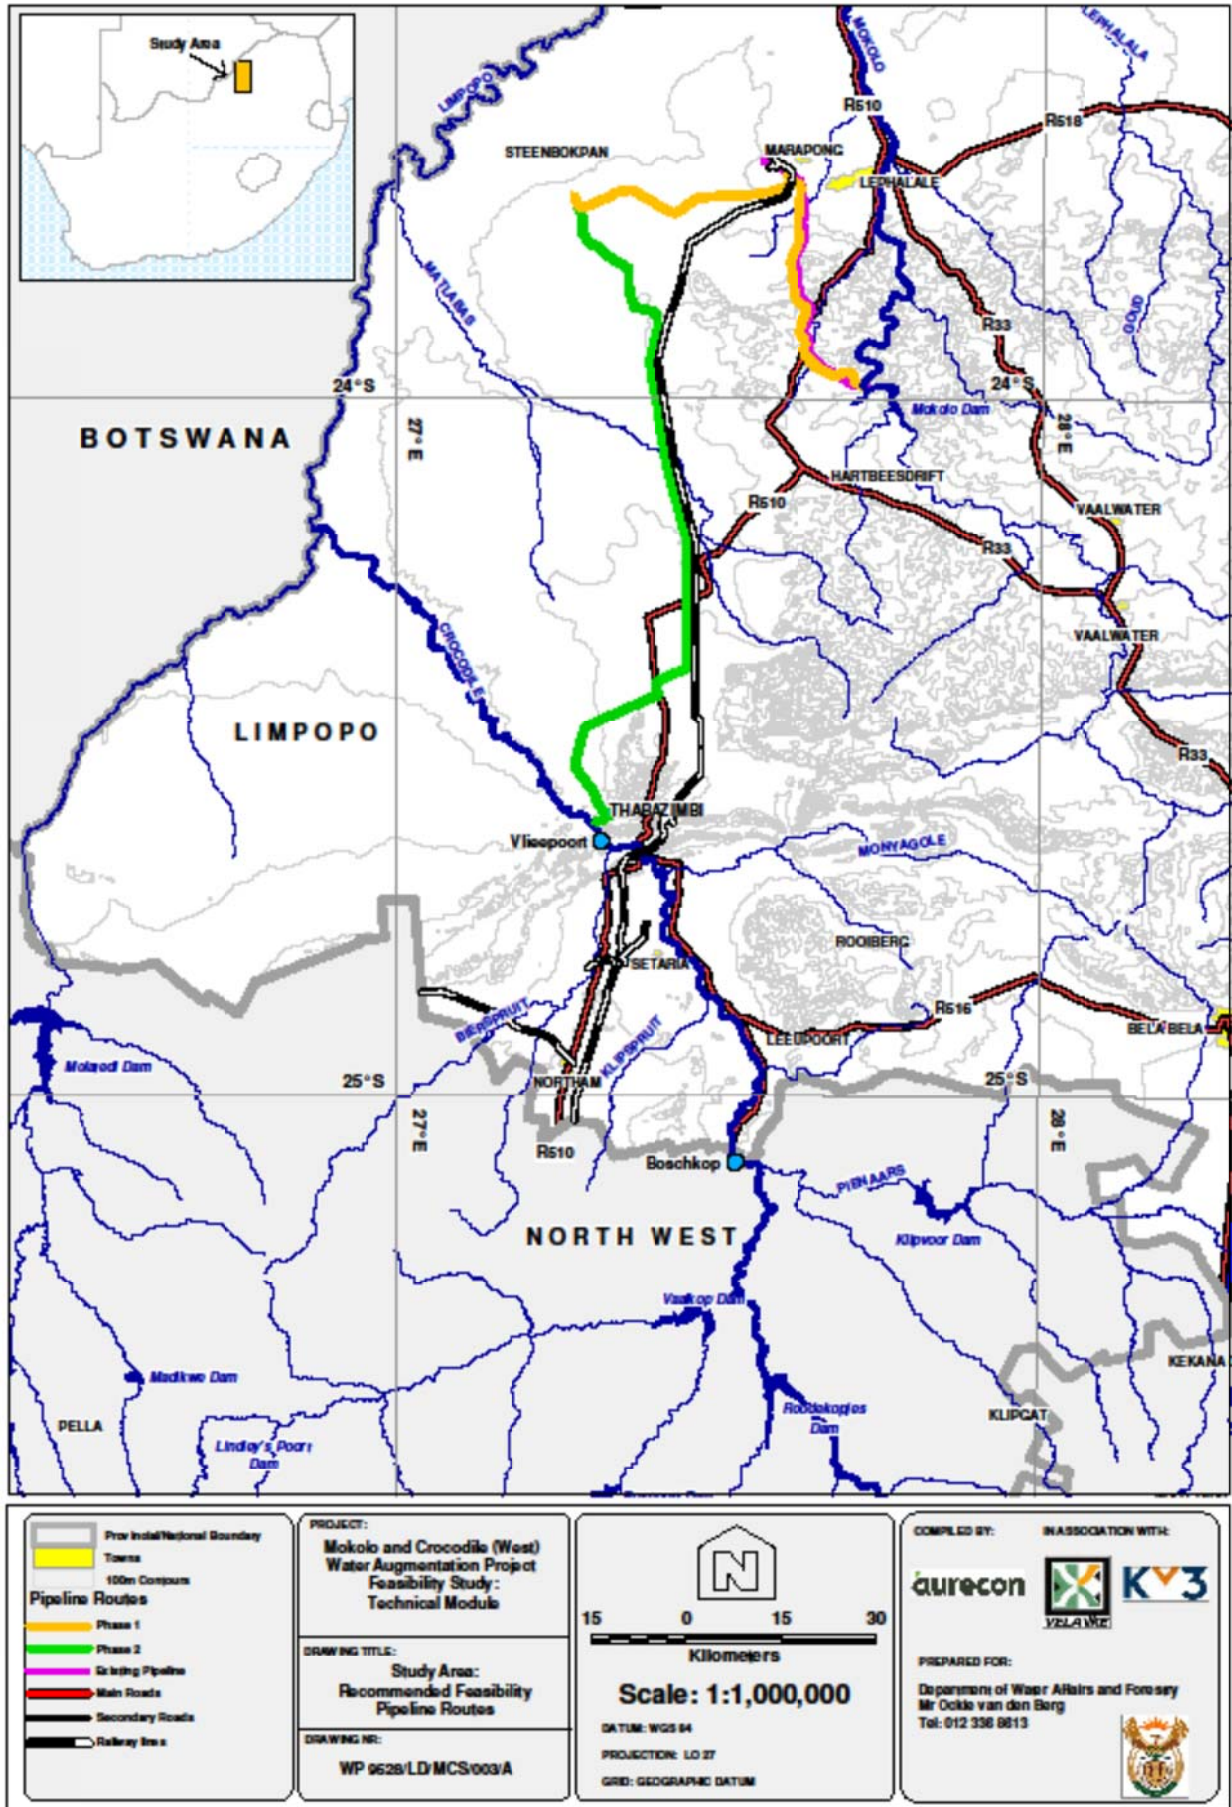 Study Area
LIMPOPO
MOKOLO
LEPHALALA
R510
R518
STEENBOKPAN
MARAPONG
LEPHALALE
MATLABAS
GOUD
R33
24°S
24°S
Mokolo Dam
BOTSWANA
27°E
28°E
HARTBEESDRIFT
R510
VAALWATER
R33
CROCODILE
VAALWATER
LIMPOPO
R33
THABAZIMBI
Vlieepoort
MONYAGOLE
ROOIBERG
SETARIA
R516
BIERSPRUIT
KLIPSPRUIT
LEEUPOORT
BELA BELA
Molatedi Dam
NORTHAM
25°S
25°S
27°E
28°E
R510
Boschkop
PIENAARS
NORTH WEST
Klipvoor Dam
Vaalkop Dam
Madikwe Dam
KEKANA
PELLA
Roodekopjes
Dam
KLIPGAT
Lindley's Poort
Dam
Provincial/National Boundary
Towns
100m Contours
Pipeline Routes
Phase 1
Phase 2
Existing Pipeline
Main Roads
Secondary Roads
Railway lines
PROJECT:
Mokolo and Crocodile (West)
Water Augmentation Project
Feasibility Study:
Technical Module
DRAWING TITLE:
Study Area:
Recommended Feasibility
Pipeline Routes
DRAWING NR:
WP 9528/LD/MCS/003/A
N
15 0 15 30
Kilometers
Scale: 1:1,000,000
DATUM: WGS 84
PROJECTION: LO 27
GRID: GEOGRAPHIC DATUM
COMPILED BY:
IN ASSOCIATION WITH:
aurecon
VELA VKE
KV3
PREPARED FOR:
Department of Water Affairs and Forestry
Mr Ockie van den Berg
Tel: 012 336 8613